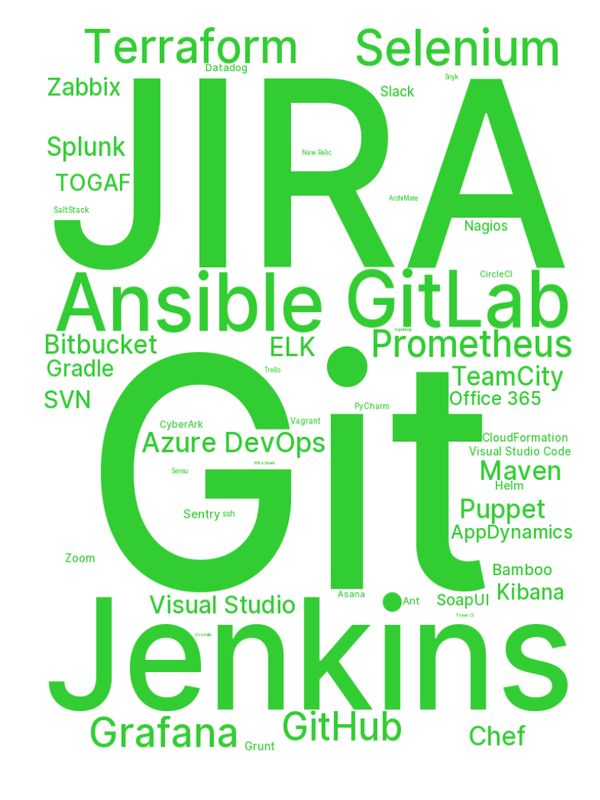 Terraform
Selenium
Datadog
Snyk
Zabbix
JIRA
Slack
Splunk
New Relic
TOGAF
ArchiMate
SaltStack
Nagios
Ansible
GitLab
CircleCI
Bitbucket
ELK
Prometheus
Gradle
Trello
Git
TeamCity
SVN
Office 365
PyCharm
CyberArk
Vagrant
Azure DevOps
CloudFormation
Visual Studio Code
Sensu
Maven
Helm
Sentry
ssh
Puppet
AppDynamics
Zoom
Bamboo
Asana
Kibana
Visual Studio
Ant
SoapUI
Jenkins
Travis CI
Grafana
GitHub
Grunt
Chef